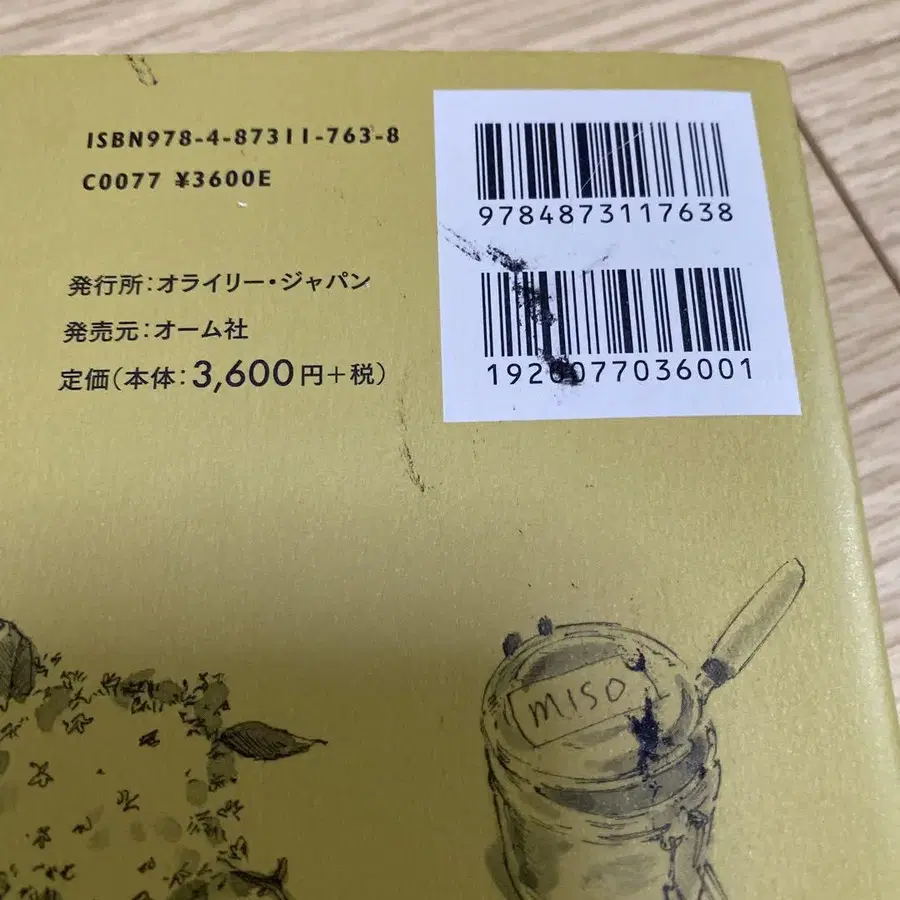 ISBN978-4-87311-763-8
C0077 ¥3600E
9784873117638
発行所:オライリー・ジャパン
発売元:オーム社
定価(本体:3,600円+税)
1920077036001
MISO